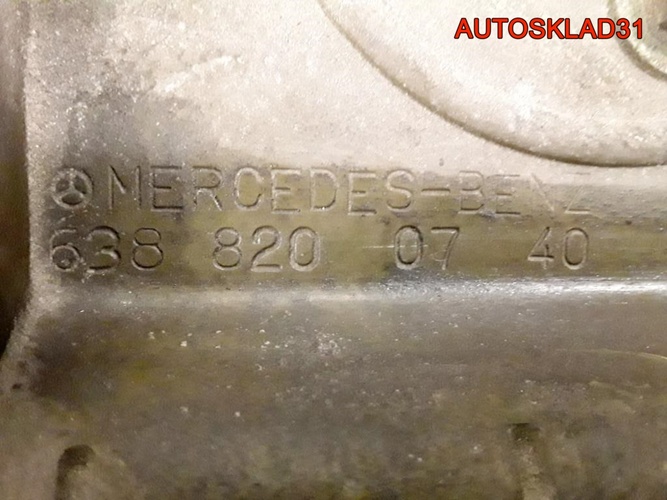 AUTOSKLAD31
MERCEDES-BENZ
638 820 07 40